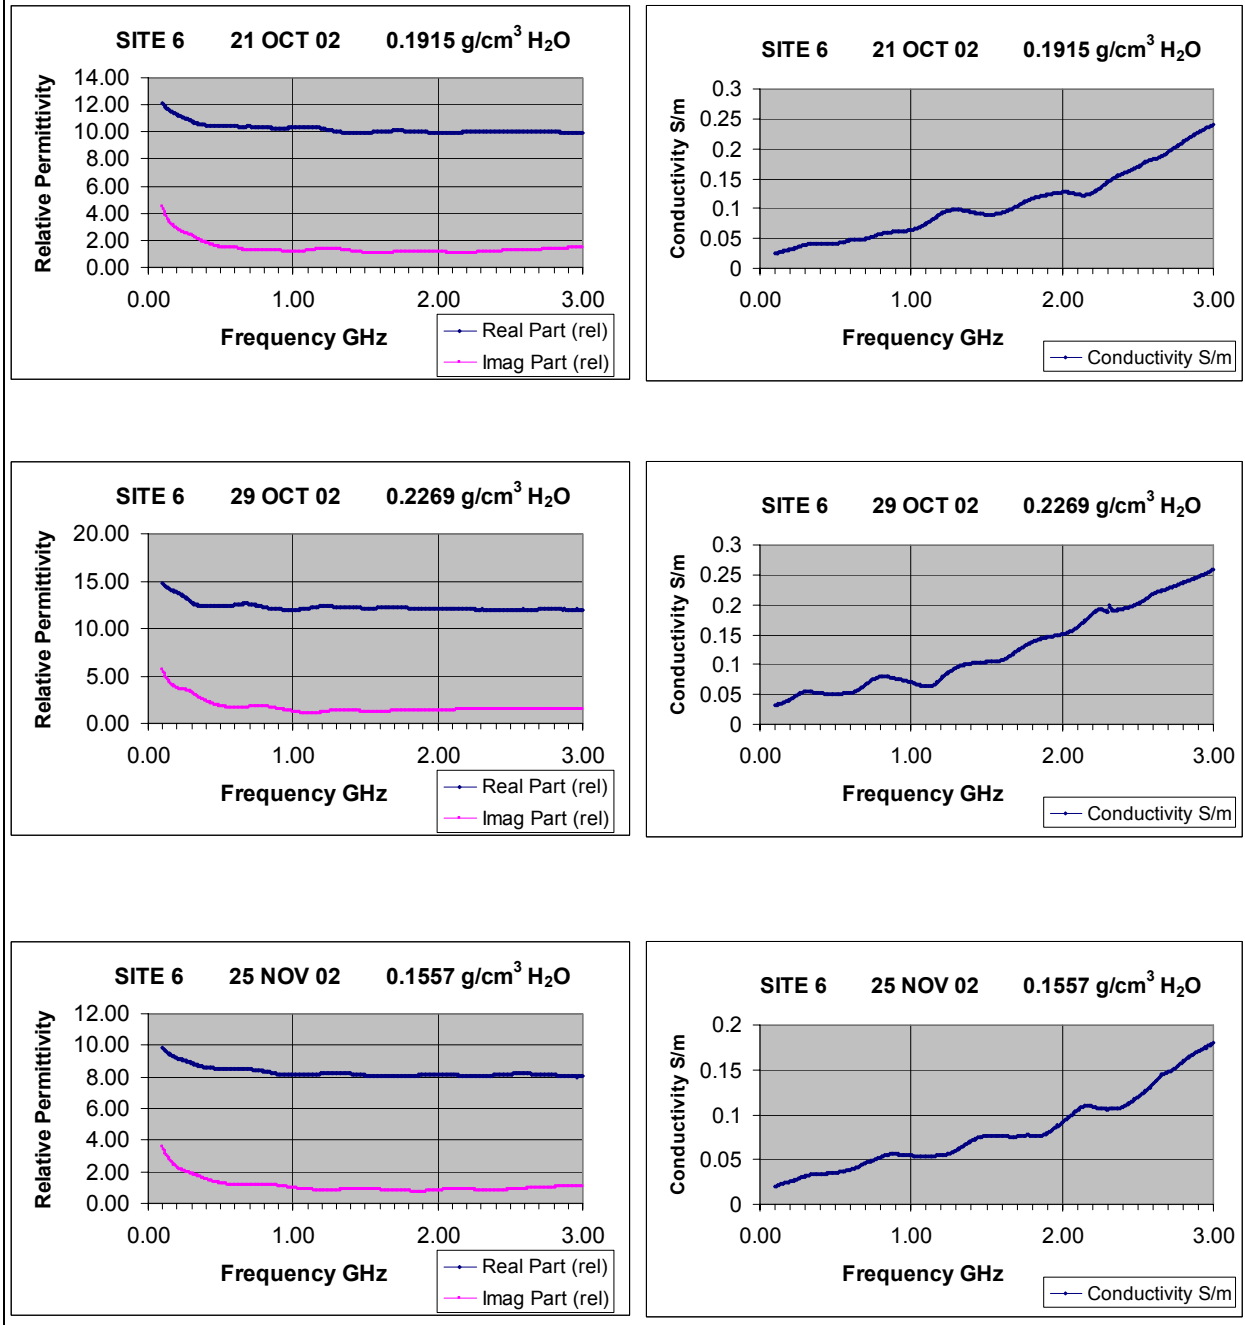 SITE 6 21 OCT 02 0.1915 g/cm³ H₂O
Relative Permittivity
14.00
12.00
10.00
8.00
6.00
4.00
2.00
0.00
0.00 1.00 2.00 3.00
Frequency GHz
Real Part (rel)
Imag Part (rel)
SITE 6 21 OCT 02 0.1915 g/cm³ H₂O
Conductivity S/m
0.3
0.25
0.2
0.15
0.1
0.05
0
0.00 1.00 2.00 3.00
Frequency GHz
Conductivity S/m
SITE 6 29 OCT 02 0.2269 g/cm³ H₂O
Relative Permittivity
20.00
15.00
10.00
5.00
0.00
0.00 1.00 2.00 3.00
Frequency GHz
Real Part (rel)
Imag Part (rel)
SITE 6 29 OCT 02 0.2269 g/cm³ H₂O
Conductivity S/m
0.3
0.25
0.2
0.15
0.1
0.05
0
0.00 1.00 2.00 3.00
Frequency GHz
Conductivity S/m
SITE 6 25 NOV 02 0.1557 g/cm³ H₂O
Relative Permittivity
12.00
10.00
8.00
6.00
4.00
2.00
0.00
0.00 1.00 2.00 3.00
Frequency GHz
Real Part (rel)
Imag Part (rel)
SITE 6 25 NOV 02 0.1557 g/cm³ H₂O
Conductivity S/m
0.2
0.15
0.1
0.05
0
0.00 1.00 2.00 3.00
Frequency GHz
Conductivity S/m